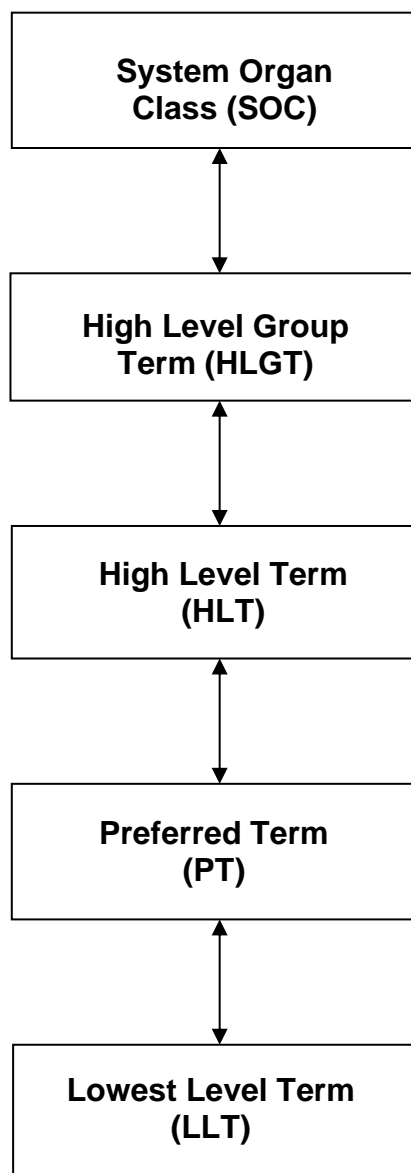 System Organ
Class (SOC)
High Level Group
Term (HLGT)
High Level Term
(HLT)
Preferred Term
(PT)
Lowest Level Term
(LLT)